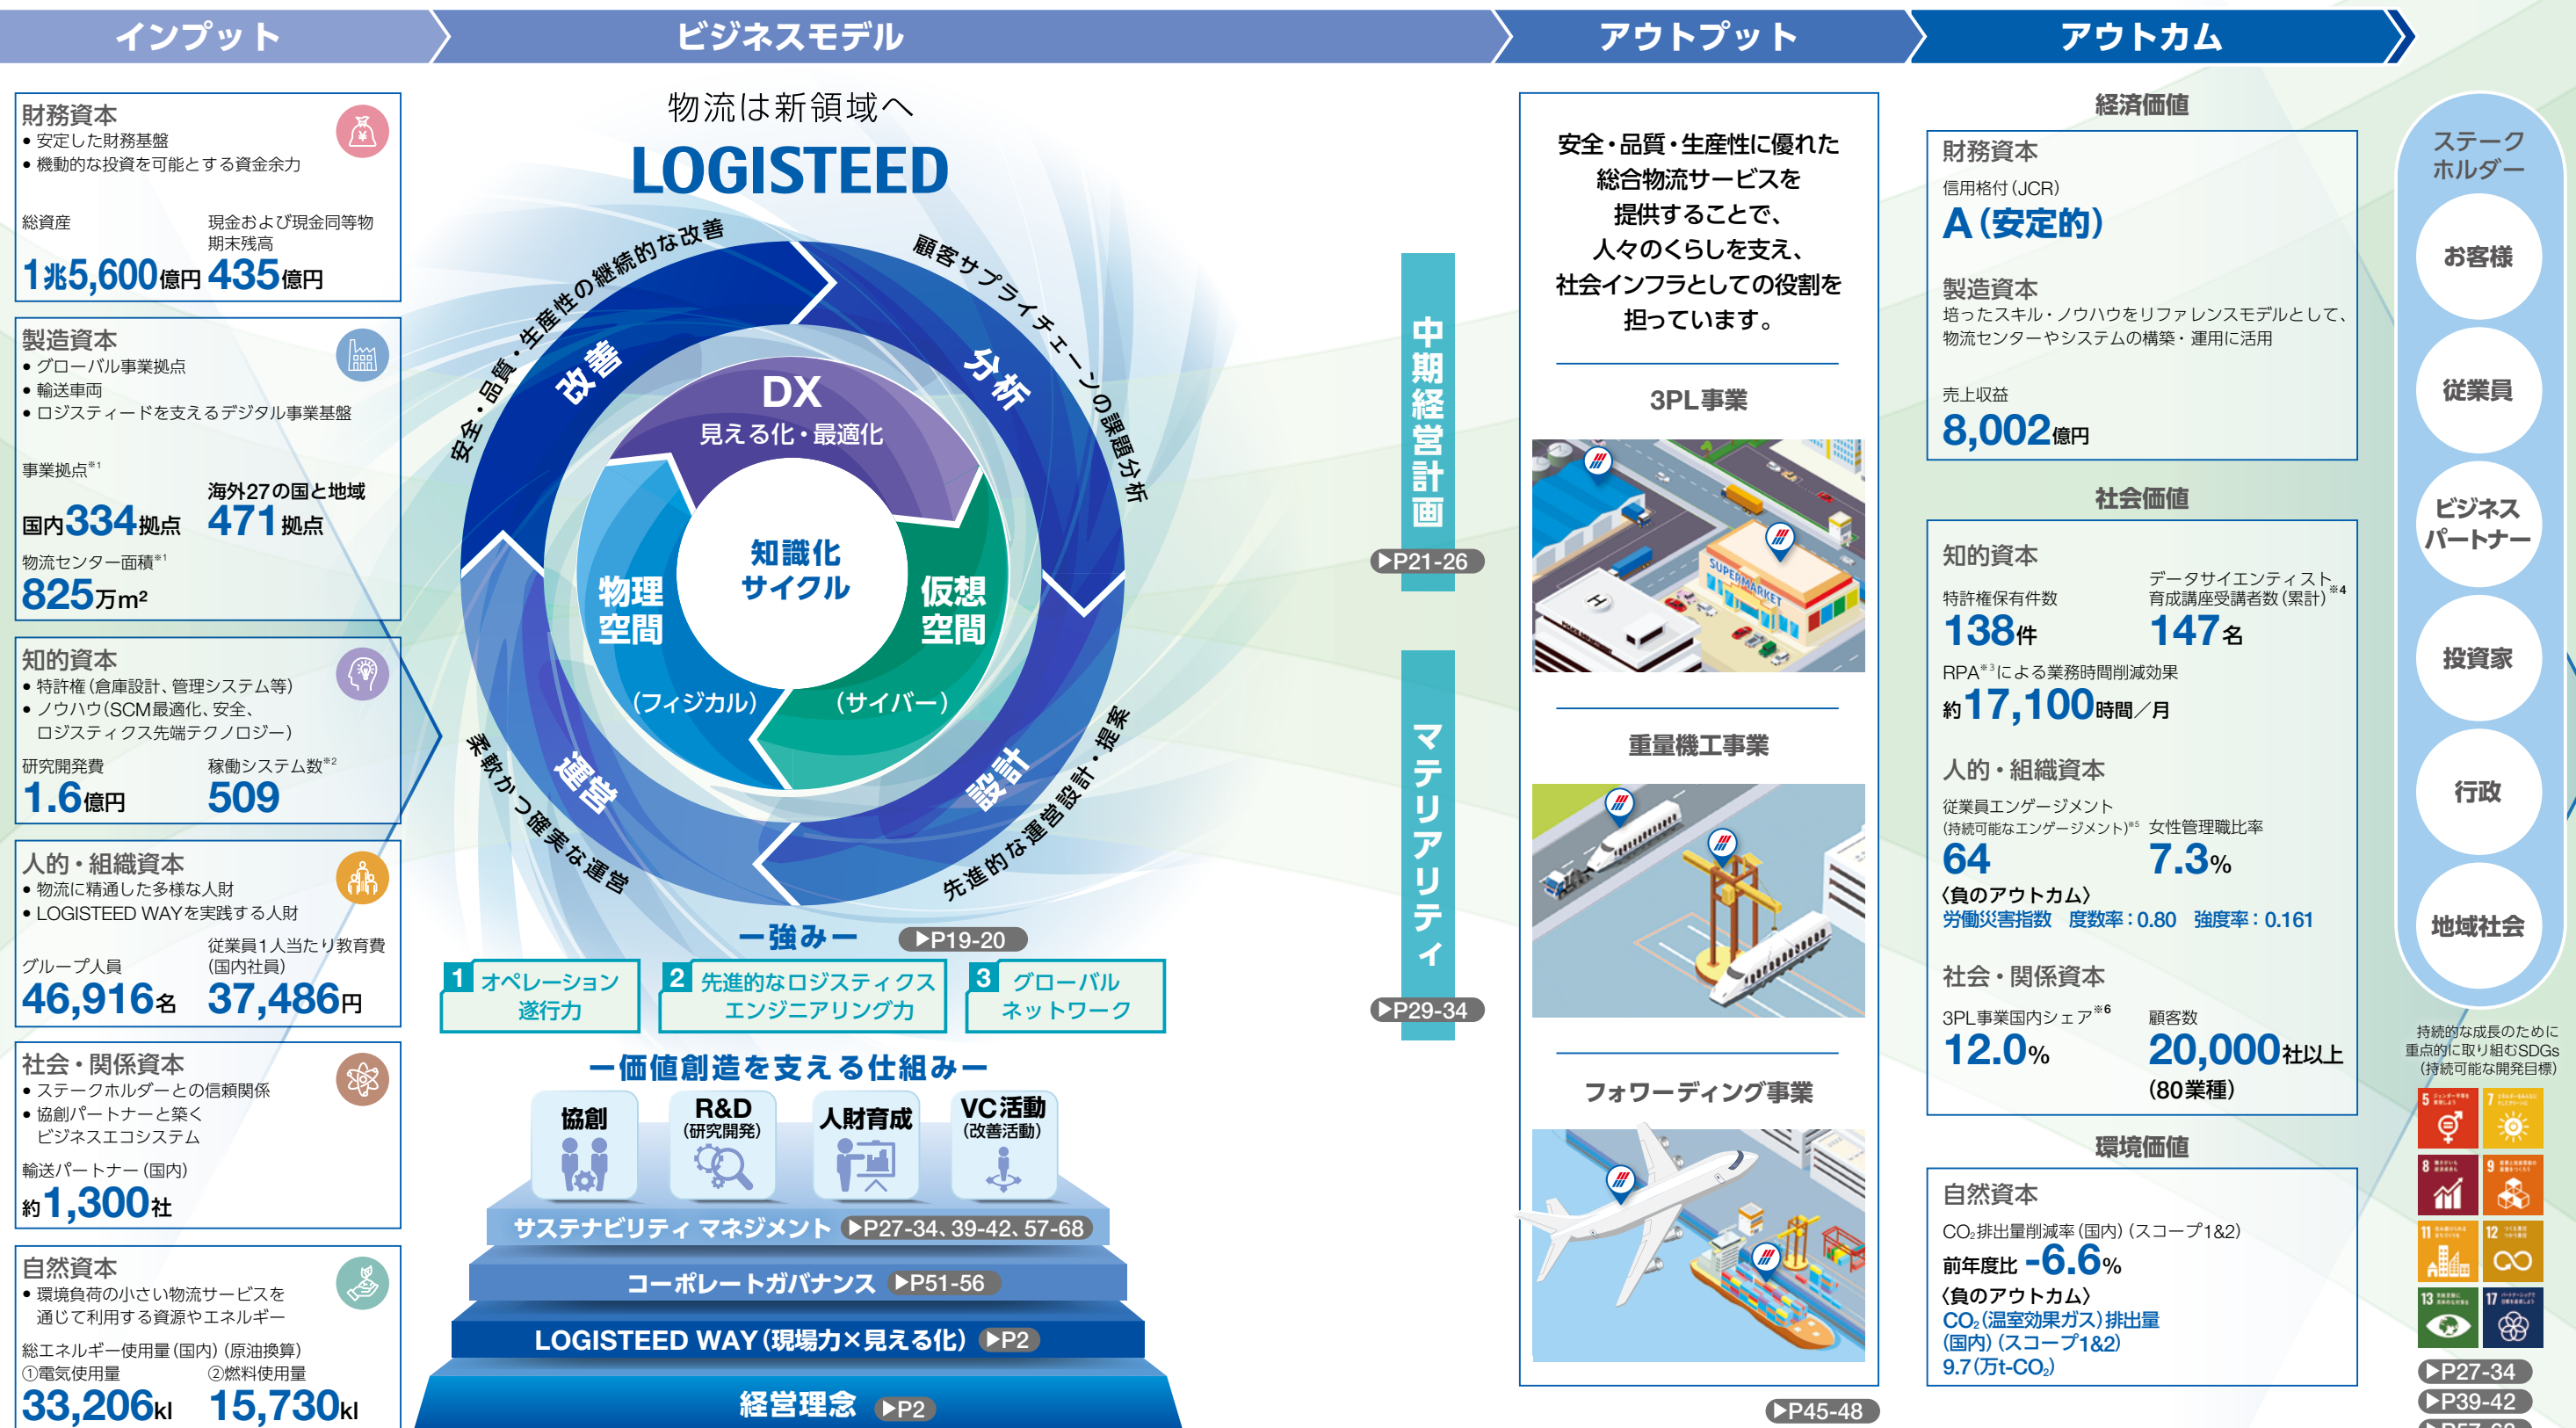 インプット
ビジネスモデル
アウトプット
アウトカム
財務資本
• 安定した財務基盤
• 機動的な投資を可能とする資金余力
総資産
1兆5,600億円
現金および現金同等物
期末残高
435億円
製造資本
• グローバル事業拠点
• 輸送車両
• ロジスティードを支えるデジタル事業基盤
事業拠点※1
国内334拠点
海外27の国と地域
471拠点
物流センター面積※1
825万m²
知的資本
• 特許権（倉庫設計、管理システム等）
• ノウハウ（SCM最適化、安全、
ロジスティクス先端テクノロジー）
研究開発費
1.6億円
稼働システム数※2
509
人的・組織資本
• 物流に精通した多様な人財
• LOGISTEED WAYを実践する人財
グループ人員
46,916名
従業員1人当たり教育費
（国内社員）
37,486円
社会・関係資本
• ステークホルダーとの信頼関係
• 協創パートナーと築く
ビジネスエコシステム
輸送パートナー（国内）
約1,300社
自然資本
• 環境負荷の小さい物流サービスを
通じて利用する資源やエネルギー
総エネルギー使用量（国内）（原油換算）
①電気使用量
33,206kl
②燃料使用量
15,730kl
物流は新領域へ
LOGISTEED
安全・品質・生産性の継続的な改善
顧客サプライチェーンの課題分析
改善
分析
DX
見える化・最適化
知識化
サイクル
物理
空間
（フィジカル）
仮想
空間
（サイバー）
運営
設計
柔軟かつ確実な運営
先進的な運営設計・提案
ー強みー
▶P19-20
1 オペレーション
遂行力
2 先進的なロジスティクス
エンジニアリング力
3 グローバル
ネットワーク
ー価値創造を支える仕組みー
協創
R&D
（研究開発）
人財育成
VC活動
（改善活動）
サステナビリティ マネジメント ▶P27-34、39-42、57-68
コーポレートガバナンス ▶P51-56
LOGISTEED WAY（現場力×見える化） ▶P2
経営理念 ▶P2
中期経営計画
▶P21-26
マテリアリティ
▶P29-34
安全・品質・生産性に優れた
総合物流サービスを
提供することで、
人々のくらしを支え、
社会インフラとしての役割を
担っています。
3PL事業
SUPERMARKET
H
重量機工事業
フォワーディング事業
▶P45-48
経済価値
財務資本
信用格付（JCR）
A（安定的）
製造資本
培ったスキル・ノウハウをリファレンスモデルとして、
物流センターやシステムの構築・運用に活用
売上収益
8,002億円
社会価値
知的資本
特許権保有件数
138件
データサイエンティスト
育成講座受講者数（累計）※4
147名
RPA※3による業務時間削減効果
約17,100時間／月
人的・組織資本
従業員エンゲージメント
（持続可能なエンゲージメント）※5
64
女性管理職比率
7.3%
〈負のアウトカム〉
労働災害指数 度数率：0.80 強度率：0.161
社会・関係資本
3PL事業国内シェア※6
12.0%
顧客数
20,000社以上
（80業種）
環境価値
自然資本
CO₂排出量削減率（国内）（スコープ1&2）
前年度比 -6.6%
〈負のアウトカム〉
CO₂（温室効果ガス）排出量
（国内）（スコープ1&2）
9.7（万t-CO₂）
ステーク
ホルダー
お客様
従業員
ビジネス
パートナー
投資家
行政
地域社会
持続的な成長のために
重点的に取り組むSDGs
（持続可能な開発目標）
5
7
8
9
11
12
13
17
▶P27-34
▶P39-42